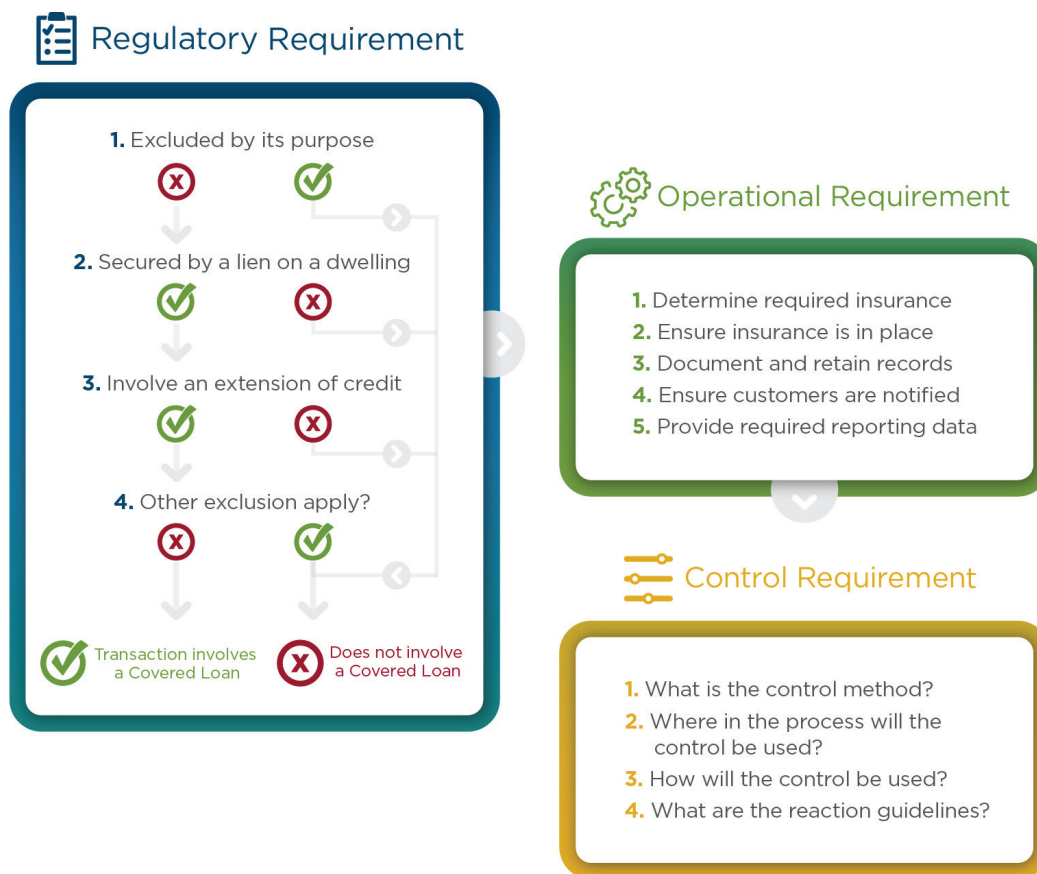 Regulatory Requirement
1. Excluded by its purpose
X
2. Secured by a lien on a dwelling
X
3. Involve an extension of credit
X
4. Other exclusion apply?
X
Transaction involves
a Covered Loan
X
Does not involve
a Covered Loan
Operational Requirement
1. Determine required insurance
2. Ensure insurance is in place
3. Document and retain records
4. Ensure customers are notified
5. Provide required reporting data
Control Requirement
1. What is the control method?
2. Where in the process will the
control be used?
3. How will the control be used?
4. What are the reaction guidelines?